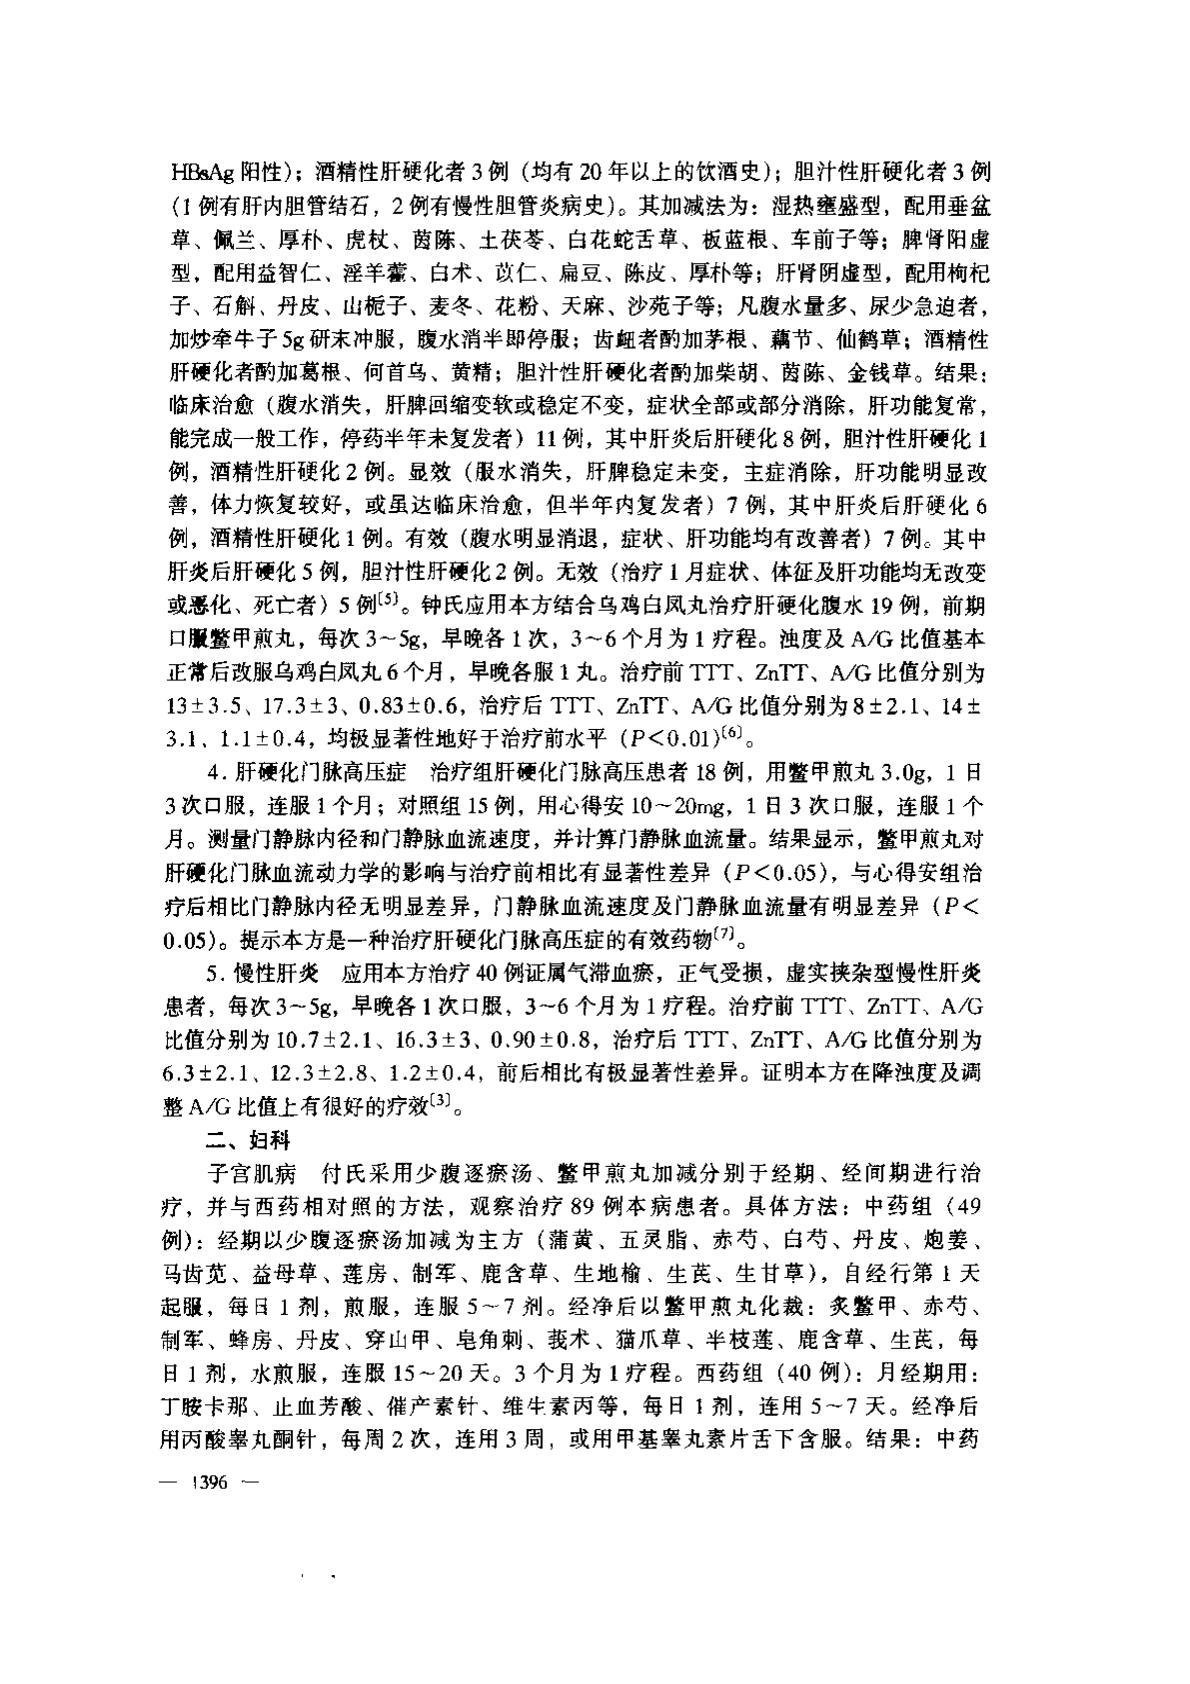 HBsAg 阳性)；酒精性肝硬化者 3 例（均有 20 年以上的饮酒史)；胆汁性肝硬化者 3 例
（1 例有肝内胆管结石，2 例有慢性胆管炎病史)。其加减法为：湿热壅盛型，配用垂盆
草、佩兰、厚朴、虎杖、茵陈、土茯苓、白花蛇舌草、板蓝根、车前子等；脾肾阳虚
型，配用益智仁、淫羊藿、白术、苡仁、扁豆、陈皮、厚朴等；肝肾阴虚型，配用枸杞
子、石斛、丹皮、山栀子、麦冬、花粉、天麻、沙苑子等；凡腹水量多、尿少急迫者，
加炒牵牛子 5g 研末冲服，腹水消半即停服；齿衄者酌加茅根、藕节、仙鹤草；酒精性
肝硬化者酌加葛根、何首乌、黄精；胆汁性肝硬化者酌加柴胡、茵陈、金钱草。结果：
临床治愈（腹水消失，肝脾回缩变软或稳定不变，症状全部或部分消除，肝功能复常，
能完成一般工作，停药半年未复发者）11 例，其中肝炎后肝硬化 8 例，胆汁性肝硬化 1
例，酒精性肝硬化 2 例。显效（服水消失，肝脾稳定未变，主症消除，肝功能明显改
善，体力恢复较好，或虽达临床治愈，但半年内复发者）7 例，其中肝炎后肝硬化 6
例，酒精性肝硬化 1 例。有效（腹水明显消退，症状、肝功能均有改善者）7 例。其中
肝炎后肝硬化 5 例，胆汁性肝硬化 2 例。无效（治疗 1 月症状、体征及肝功能均无改变
或恶化、死亡者）5 例〔5〕。钟氏应用本方结合乌鸡白凤丸治疗肝硬化腹水 19 例，前期
口服鳖甲煎丸，每次 3～5g，早晚各 1 次，3～6 个月为 1 疗程。浊度及 A/G 比值基本
正常后改服乌鸡白凤丸 6 个月，早晚各服 1 丸。治疗前 TTT、ZnTT、A/G 比值分别为
13±3.5、17.3±3、0.83±0.6，治疗后 TTT、ZnTT、A/G 比值分别为 8±2.1、14±
3.1、1.1±0.4，均极显著性地好于治疗前水平（P＜0.01)〔6〕。
4. 肝硬化门脉高压症　治疗组肝硬化门脉高压患者 18 例，用鳖甲煎丸 3.0g，1 日
3 次口服，连服 1 个月；对照组 15 例，用心得安 10～20mg，1 日 3 次口服，连服 1 个
月。测量门静脉内径和门静脉血流速度，并计算门静脉血流量。结果显示，鳖甲煎丸对
肝硬化门脉血流动力学的影响与治疗前相比有显著性差异（P＜0.05)，与心得安组治
疗后相比门静脉内径无明显差异，门静脉血流速度及门静脉血流量有明显差异（P＜
0.05)。提示本方是一种治疗肝硬化门脉高压症的有效药物〔7〕。
5. 慢性肝炎　应用本方治疗 40 例证属气滞血瘀，正气受损，虚实挟杂型慢性肝炎
患者，每次 3～5g，早晚各 1 次口服，3～6 个月为 1 疗程。治疗前 TTT、ZnTT、A/G
比值分别为 10.7±2.1、16.3±3、0.90±0.8，治疗后 TTT、ZnTT、A/G 比值分别为
6.3±2.1、12.3±2.8、1.2±0.4，前后相比有极显著性差异。证明本方在降浊度及调
整 A/G 比值上有很好的疗效〔3〕。
二、妇科
子宫肌病　付氏采用少腹逐瘀汤、鳖甲煎丸加减分别于经期、经间期进行治
疗，并与西药相对照的方法，观察治疗 89 例本病患者。具体方法：中药组（49
例)：经期以少腹逐瘀汤加减为主方（蒲黄、五灵脂、赤芍、白芍、丹皮、炮姜、
马齿苋、益母草、莲房、制军、鹿含草、生地榆、生芪、生甘草)，自经行第 1 天
起服，每日 1 剂，煎服，连服 5～7 剂。经净后以鳖甲煎丸化裁：炙鳖甲、赤芍、
制军、蜂房、丹皮、穿山甲、皂角刺、莪术、猫爪草、半枝莲、鹿含草、生芪，每
日 1 剂，水煎服，连服 15～20 天。3 个月为 1 疗程。西药组（40 例)：月经期用：
丁胺卡那、止血芳酸、催产素针、维生素丙等，每日 1 剂，连用 5～7 天。经净后
用丙酸睾丸酮针，每周 2 次，连用 3 周，或用甲基睾丸素片舌下含服。结果：中药
— 1396 —